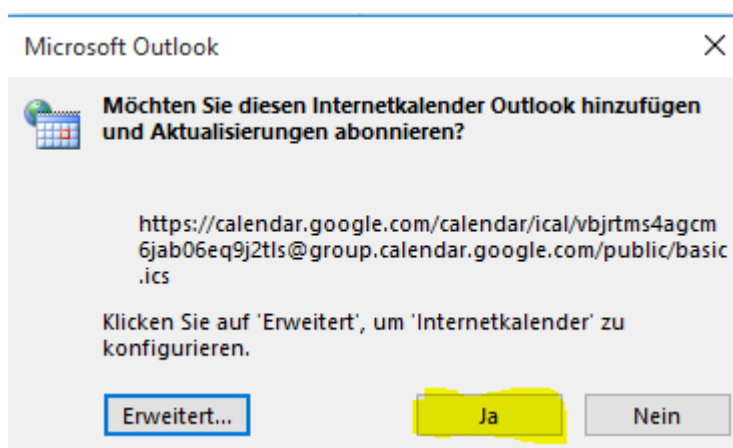 Microsoft Outlook
Möchten Sie diesen Internetkalender Outlook hinzufügen
und Aktualisierungen abonnieren?
https://calendar.google.com/calendar/ical/vbjrtms4agcm
6jab06eq9j2tls@group.calendar.google.com/public/basic
.ics
Klicken Sie auf 'Erweitert', um 'Internetkalender' zu
konfigurieren.
Erweitert... Ja Nein